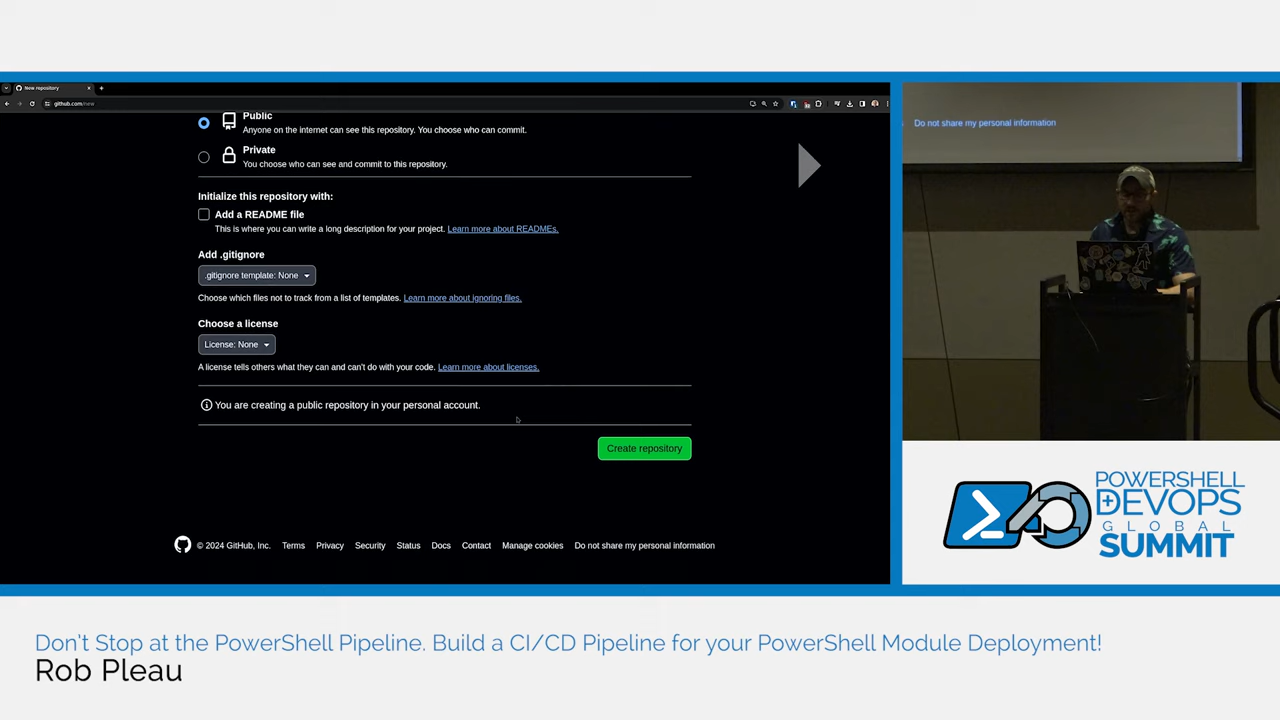 New repository
github.com/new
Public
Anyone on the internet can see this repository. You choose who can commit.
Private
You choose who can see and commit to this repository.
Initialize this repository with:
Add a README file
This is where you can write a long description for your project. Learn more about READMEs.
Add .gitignore
.gitignore template: None
Choose which files not to track from a list of templates. Learn more about ignoring files.
Choose a license
License: None
A license tells others what they can and can't do with your code. Learn more about licenses.
You are creating a public repository in your personal account.
Create repository
© 2024 GitHub, Inc. Terms Privacy Security Status Docs Contact Manage cookies Do not share my personal information
Do not share my personal information
POWERSHELL
+DEVOPS
GLOBAL
SUMMIT
Don't Stop at the PowerShell Pipeline. Build a CI/CD Pipeline for your PowerShell Module Deployment!
Rob Pleau